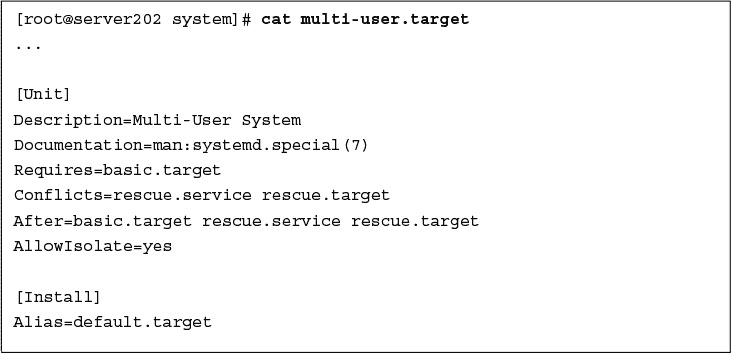 [root@server202 system]# cat multi-user.target
...
[Unit]
Description=Multi-User System
Documentation=man:systemd.special(7)
Requires=basic.target
Conflicts=rescue.service rescue.target
After=basic.target rescue.service rescue.target
AllowIsolate=yes
[Install]
Alias=default.target